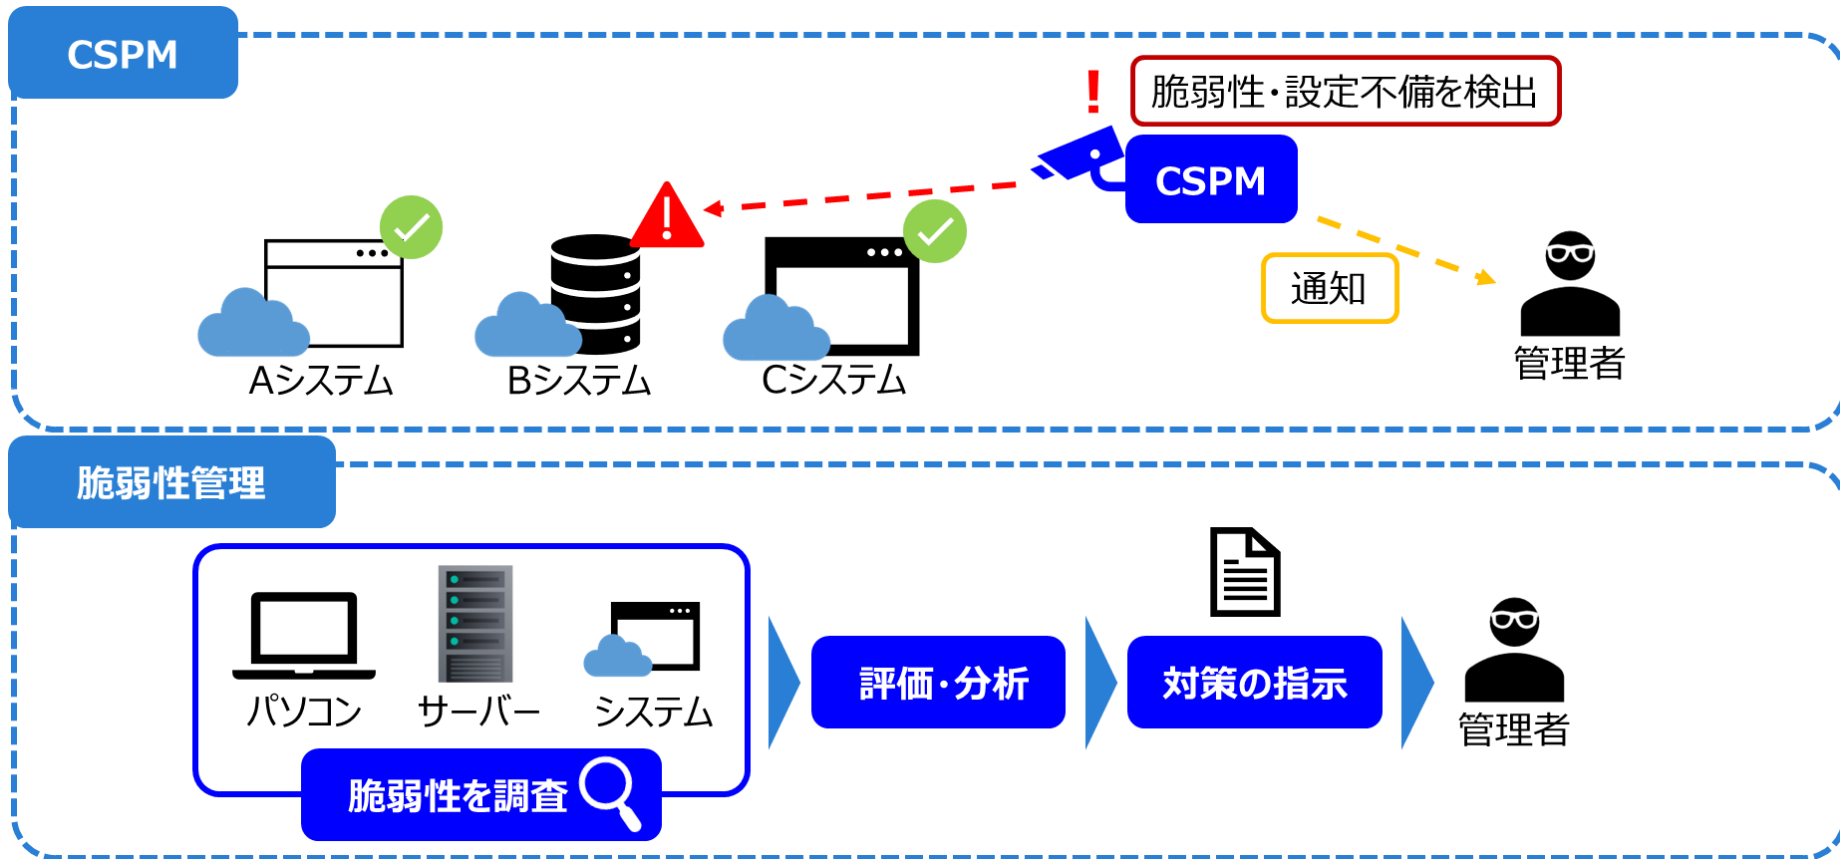 CSPM
!
脆弱性・設定不備を検出
CSPM
通知
管理者
Aシステム
Bシステム
Cシステム
脆弱性管理
パソコン
サーバー
システム
脆弱性を調査
評価・分析
対策の指示
管理者